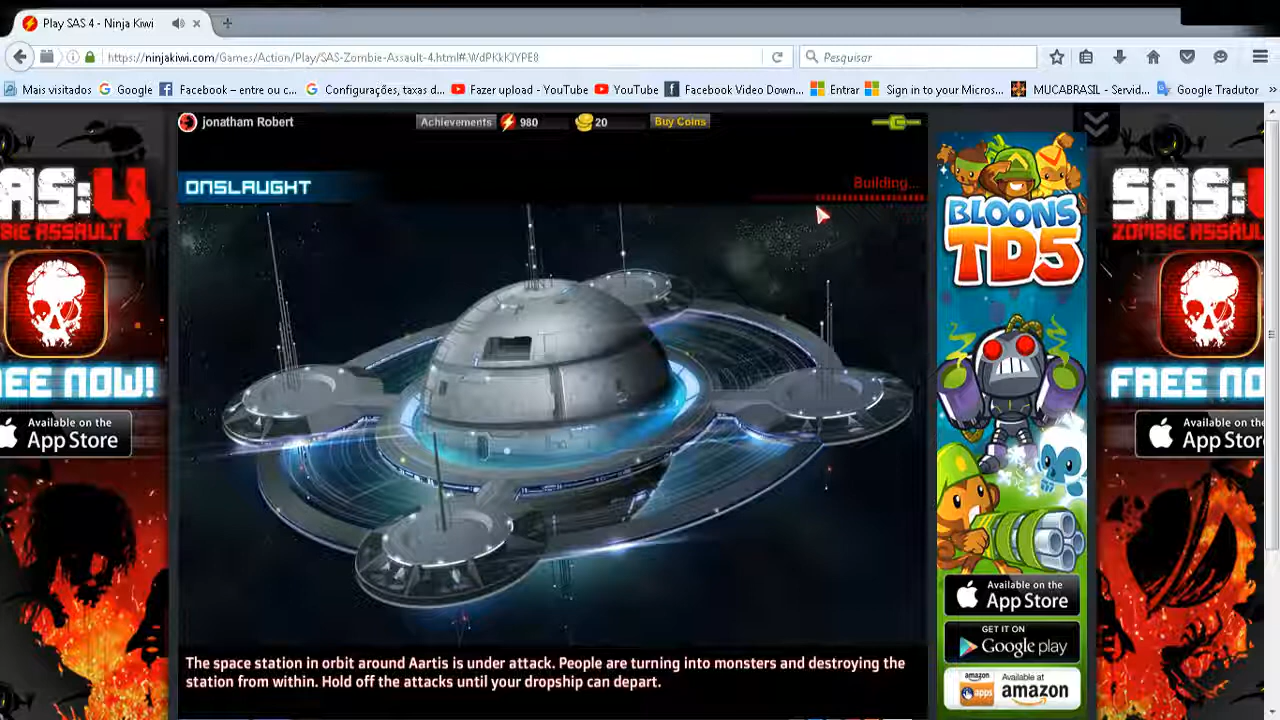 Play SAS 4 - Ninja Kiwi
https://ninjakiwi.com/Games/Action/Play/SAS-Zombie-Assault-4.html#.WdPKkKJYPE8
Pesquisar
Mais visitados
Google
Facebook – entre ou c...
Configurações, taxas d...
Fazer upload - YouTube
YouTube
Facebook Video Down...
Entrar
Sign in to your Micros...
MUCABRASIL - Servid...
Google Tradutor
jonatham Robert
Achievements
980
20
Buy Coins
ONSLAUGHT
Building...
The space station in orbit around Aartis is under attack. People are turning into monsters and destroying the
station from within. Hold off the attacks until your dropship can depart.
AS:4
BIE ASSAULT
EE NOW!
Available on the
App Store
BLOONS
TD5
Available on the
App Store
GET IT ON
Google play
amazon
apps
Available at
amazon
SAS:4
ZOMBIE ASSAUL
FREE NO
Available on the
App Stor